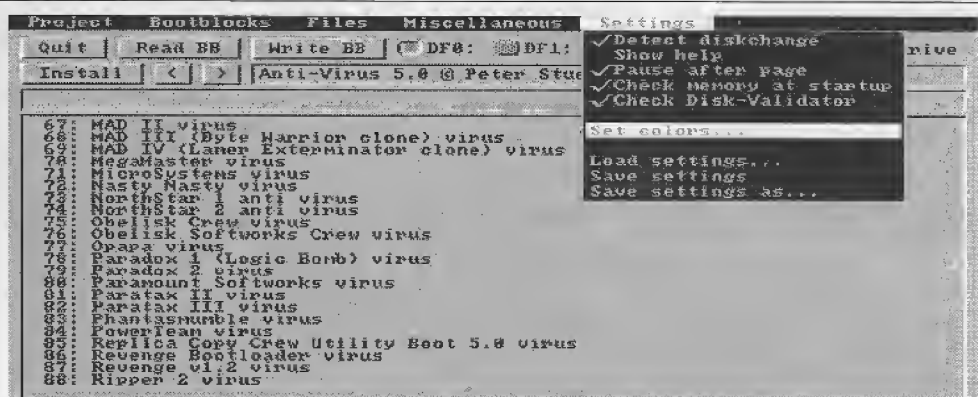 Project Bootblocks Files Miscellaneous Settings
Quit Read BB Write BB DF0: DF1: rive
Install < > Anti-Virus 5.0 © Peter Stue
✓Detect diskchange
Show help
✓Pause after page
✓Check memory at startup
✓Check Disk-Validator
Set colors...
Load settings...
Save settings
Save settings as...
67: MAD II virus
68: MAD III (Byte Warrior clone) virus
69: MAD IV (Lamer Exterminator clone) virus
70: MegaMaster virus
71: MicroSystems virus
72: Nasty Nasty virus
73: NorthStar 1 anti virus
74: NorthStar 2 anti virus
75: Obelisk Crew virus
76: Obelisk Softworks Crew virus
77: Opapa virus
78: Paradox 1 (Logic Bomb) virus
79: Paradox 2 virus
80: Paramount Softworks virus
81: Paratax II virus
82: Paratax III virus
83: Phantasmumble virus
84: PowerTeam virus
85: Replica Copy Crew Utility Boot 5.0 virus
86: Revenge Bootloader virus
87: Revenge v1.2 virus
88: Ripper 2 virus